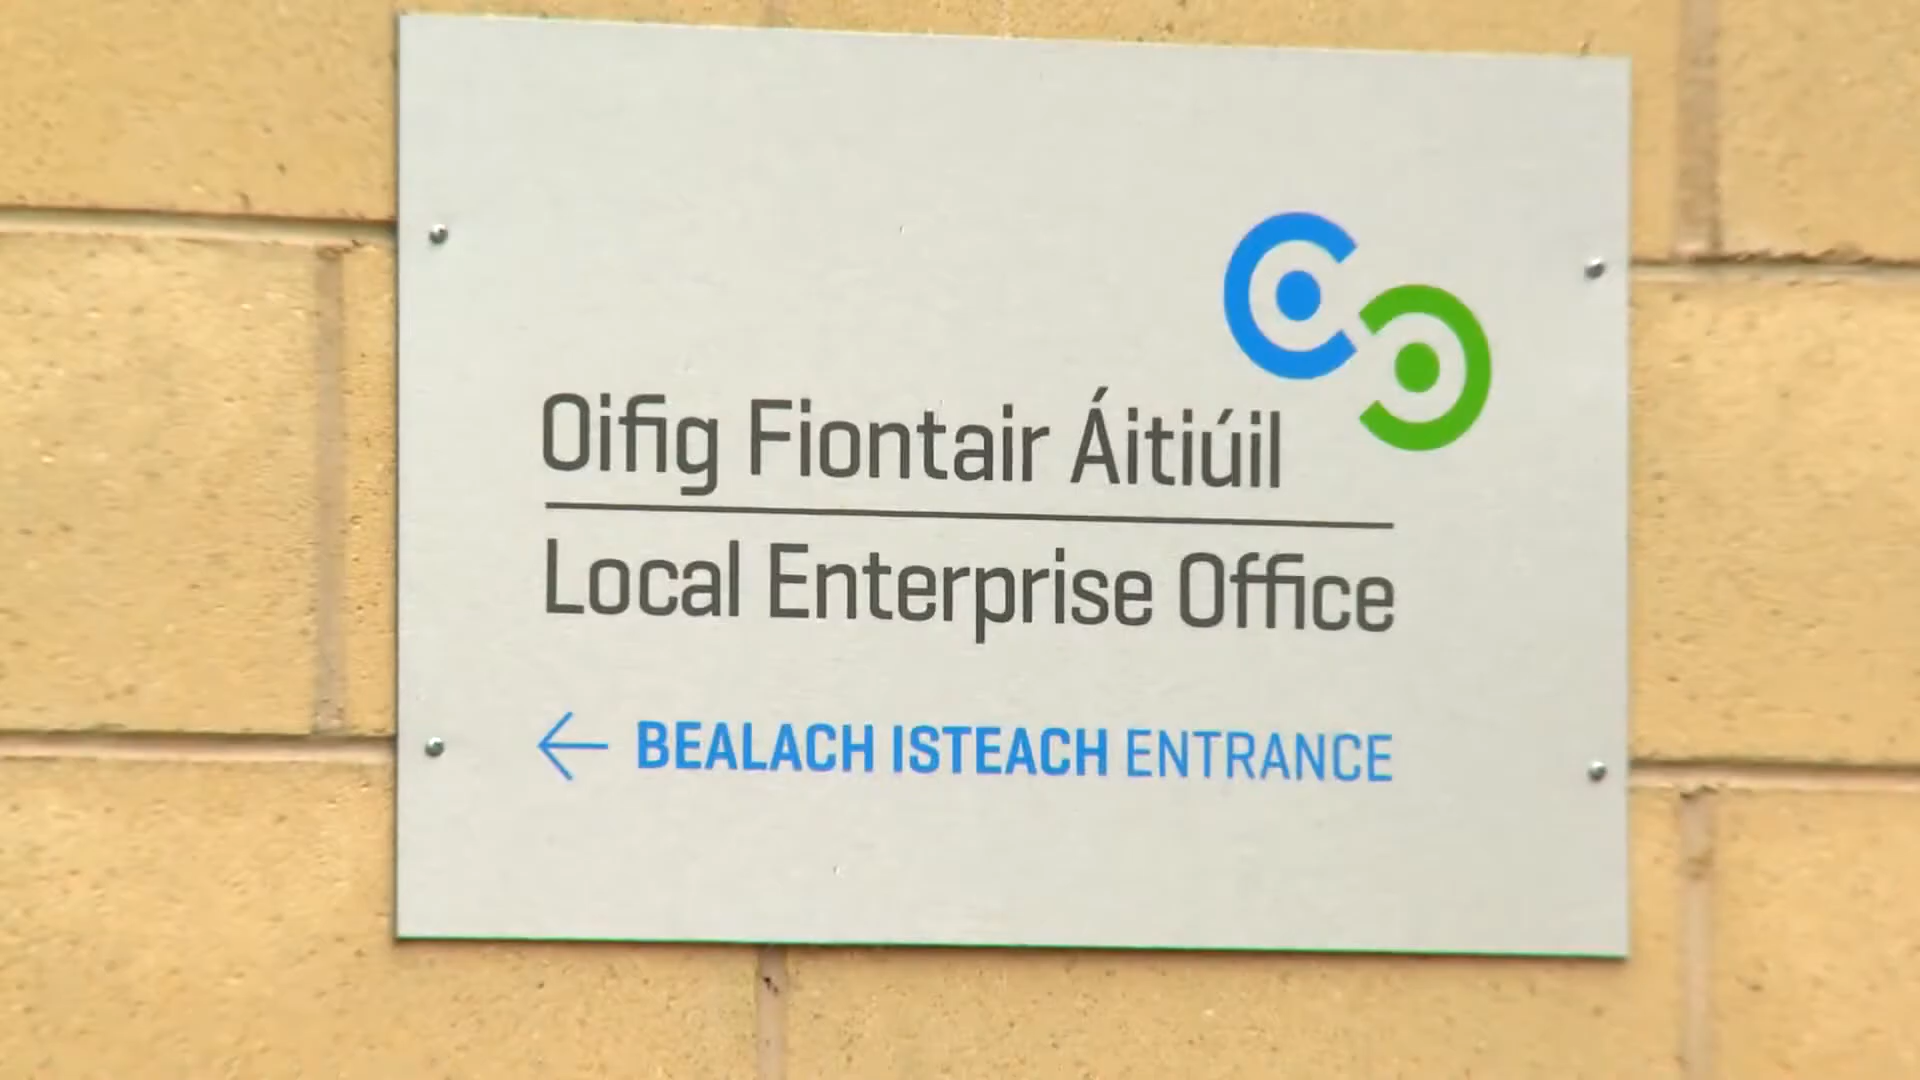 Oifig Fiontair Áitiúil
Local Enterprise Office
← BEALACH ISTEACH ENTRANCE